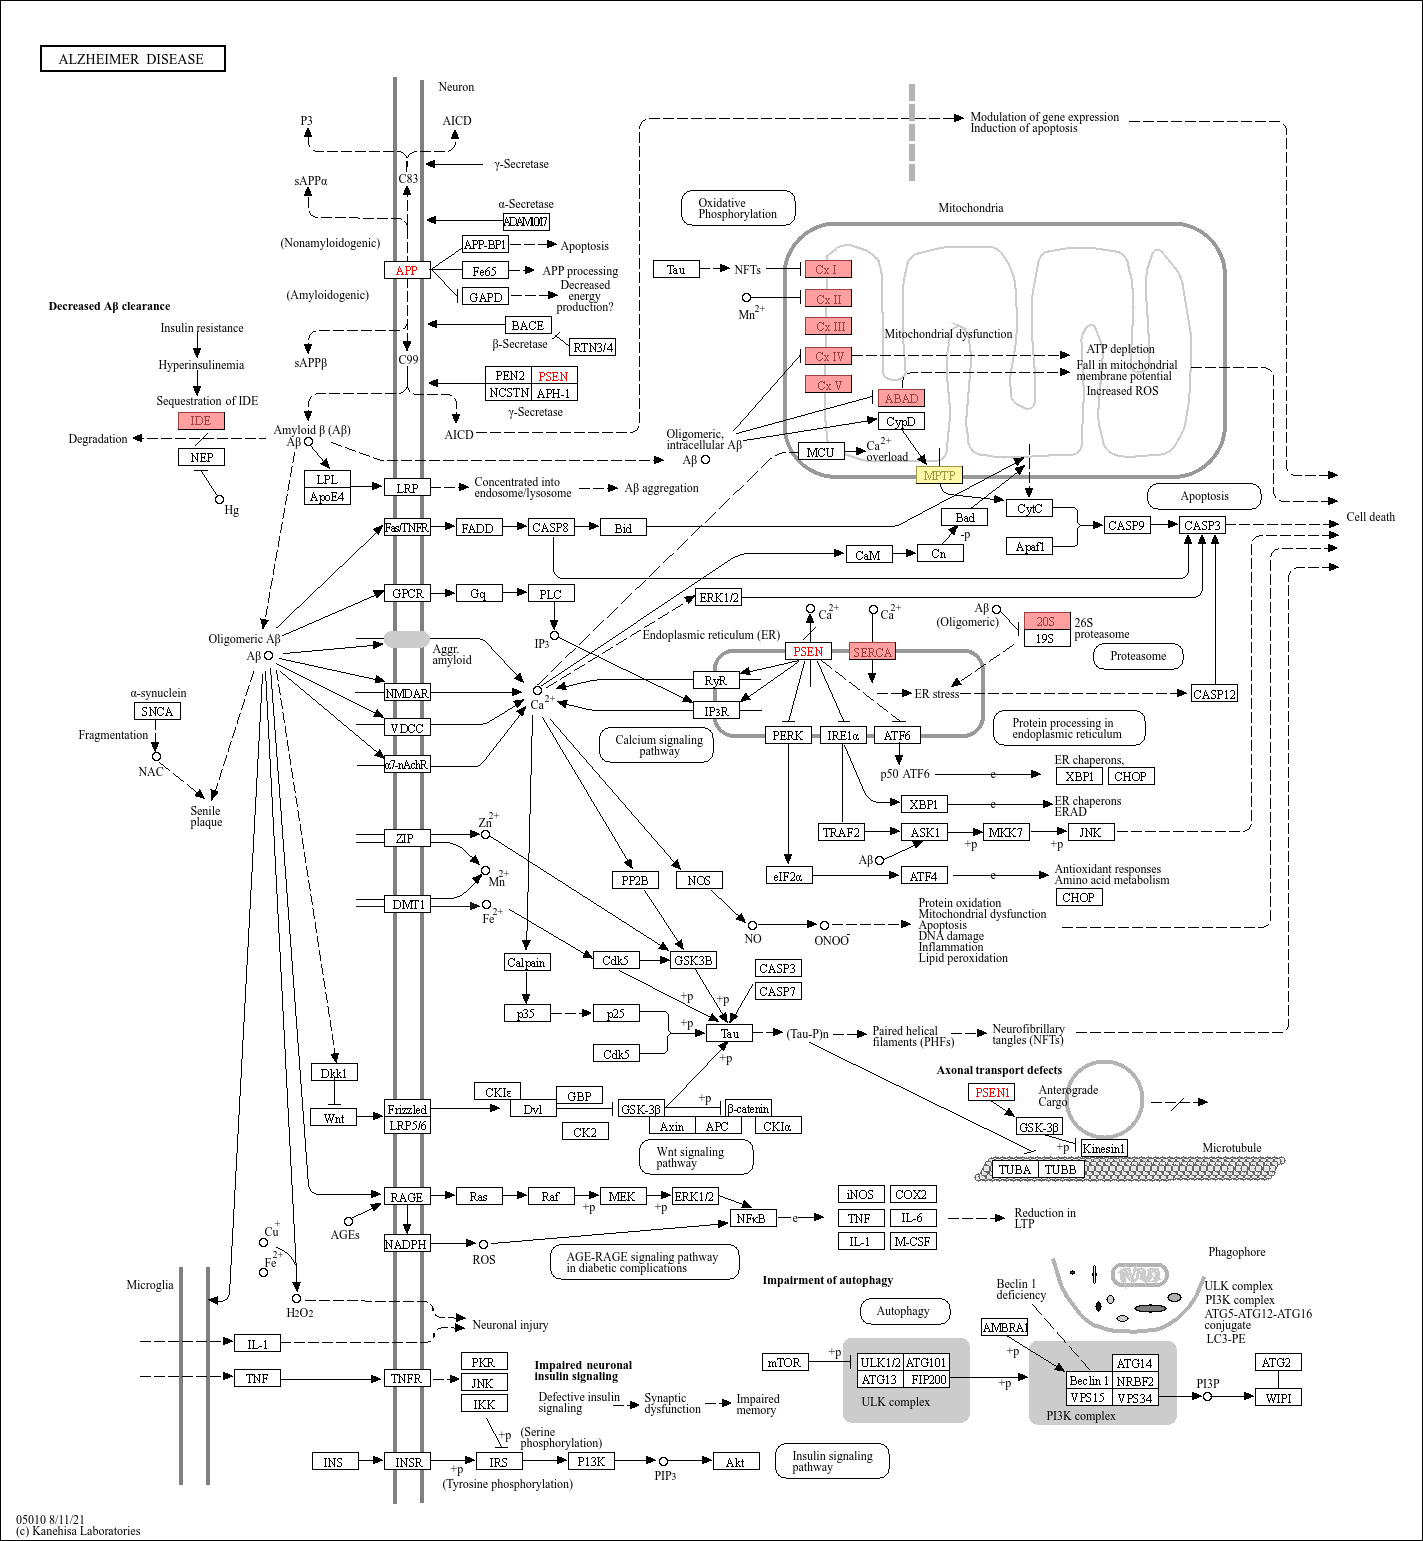 ALZHEIMER DISEASE
Neuron
P3
AICD
Modulation of gene expression
Induction of apoptosis
γ-Secretase
sAPPα
C83
α-Secretase
ADAM1017
Oxidative
Phosphorylation
Mitochondria
(Nonamyloidogenic)
APP-BP1
Apoptosis
APP
Fe65
APP processing
Tau
NFTs
Cx I
(Amyloidogenic)
GAPD
Decreased
energy
production?
Mn2+
Cx II
Decreased Aβ clearance
Insulin resistance
BACE
β-Secretase
RTN3/4
Cx III
Mitochondrial dysfunction
Hyperinsulinemia
sAPPβ
C99
Cx IV
ATP depletion
Fall in mitochondrial
membrane potential
Increased ROS
PEN2
PSEN
NCSTN
APH-1
γ-Secretase
Cx V
Sequestration of IDE
IDE
ABAD
CypD
Degradation
Amyloid β (Aβ)
Aβ
AICD
Oligomeric,
intracellular Aβ
Aβ
NEP
MCU
Ca2+
overload
MPTP
Hg
LPL
ApoE4
LRP
Concentrated into
endosome/lysosome
Aβ aggregation
Apoptosis
CytC
Bad
-p
Cell death
Fas/TNFR
FADD
CASP8
Bid
CASP9
CASP3
CaM
Cn
Apaf1
GPCR
Gq
PLC
ERK1/2
IP3
Endoplasmic reticulum (ER)
Ca2+
Ca2+
Aβ
(Oligomeric)
20S
19S
26S
proteasome
Proteasome
Oligomeric Aβ
Aβ
Aggr.
amyloid
PSEN
SERCA
RyR
ER stress
CASP12
α-synuclein
SNCA
NMDAR
Ca2+
IP3R
Fragmentation
VDCC
Calcium signaling
pathway
PERK
IRE1α
ATF6
Protein processing in
endoplasmic reticulum
NAC
α7-nAchR
p50 ATF6
e
ER chaperons,
XBP1
CHOP
Senile
plaque
XBP1
e
ER chaperons
ERAD
Zn2+
ZIP
TRAF2
ASK1
+p
MKK7
+p
JNK
Aβ
Mn2+
PP2B
NOS
eIF2α
ATF4
e
Antioxidant responses
Amino acid metabolism
CHOP
DMT1
Fe2+
NO
ONOO-
Protein oxidation
Mitochondrial dysfunction
Apoptosis
DNA damage
Inflammation
Lipid peroxidation
Calpain
Cdk5
GSK3B
CASP3
CASP7
+p
+p
p35
p25
+p
Tau
(Tau-P)n
Paired helical
filaments (PHFs)
Neurofibrillary
tangles (NFTs)
Cdk5
+p
Dkk1
Axonal transport defects
PSEN1
Anterograde
Cargo
CKIε
GBP
+p
Wnt
Frizzled
LRP5/6
Dvl
GSK-3β
β-catenin
Axin
APC
CKIα
CK2
GSK-3β
+p
Kinesin1
Microtubule
Wnt signaling
pathway
TUBA
TUBB
RAGE
Ras
Raf
+p
MEK
+p
ERK1/2
iNOS
COX2
AGEs
NFκB
e
TNF
IL-6
Reduction in
LTP
Cu+
Fe2+
NADPH
ROS
AGE-RAGE signaling pathway
in diabetic complications
IL-1
M-CSF
Phagophore
Microglia
H2O2
Impairment of autophagy
Beclin 1
deficiency
ULK complex
PI3K complex
ATG5-ATG12-ATG16
conjugate
LC3-PE
Autophagy
Neuronal injury
AMBRA1
+p
IL-1
+p
mTOR
ULK1/2
ATG101
ATG13
FIP200
ULK complex
+p
ATG14
Beclin 1
NRBF2
VPS15
VPS34
PI3K complex
PI3P
ATG2
WIPI
TNF
TNFR
PKR
JNK
IKK
Impaired neuronal
insulin signaling
Defective insulin
signaling
Synaptic
dysfunction
Impaired
memory
+p
(Serine
phosphorylation)
INS
INSR
+p
IRS
P13K
PIP3
Akt
Insulin signaling
pathway
(Tyrosine phosphorylation)
05010 8/11/21
(c) Kanehisa Laboratories